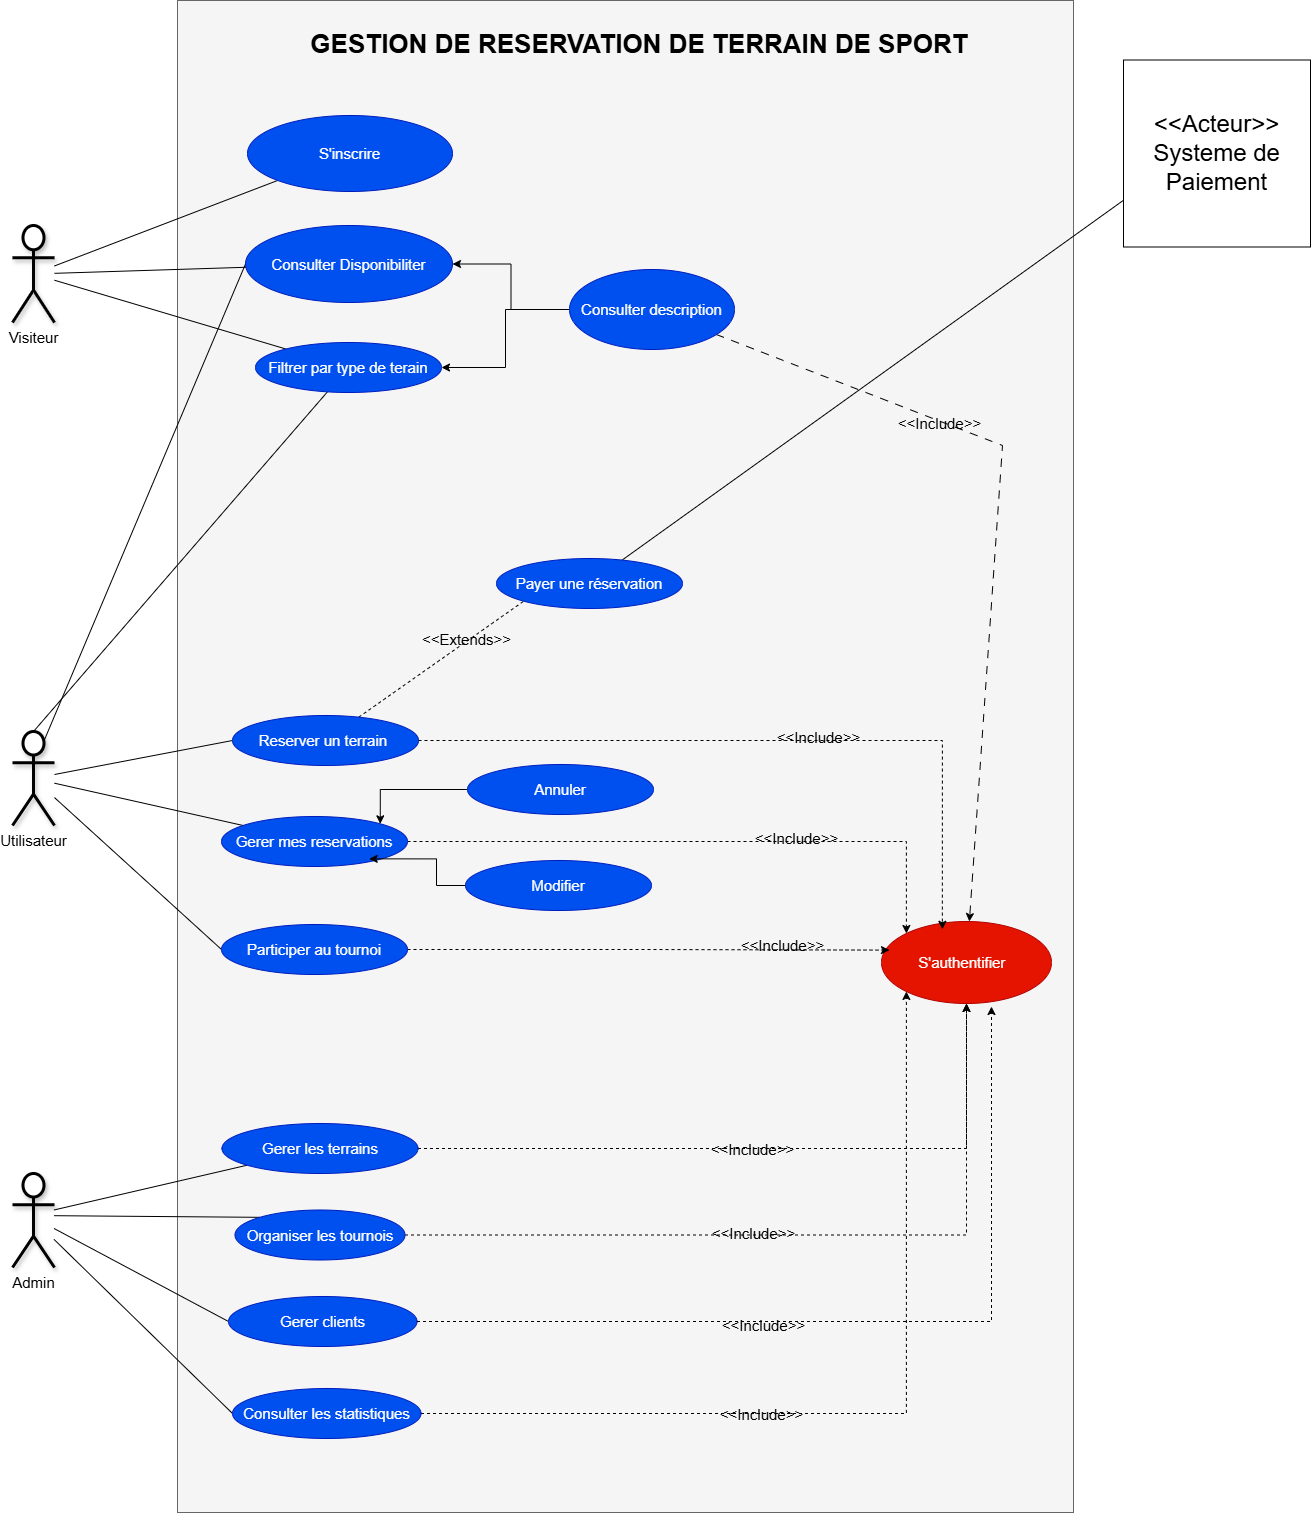 GESTION DE RESERVATION DE TERRAIN DE SPORT
<<Acteur>>
Systeme de
Paiement
S'inscrire
Consulter Disponibiliter
Consulter description
Visiteur
Filtrer par type de terain
<<Include>>
Payer une réservation
<<Extends>>
Reserver un terrain
<<Include>>
Annuler
Utilisateur
Gerer mes reservations
<<Include>>
Modifier
Participer au tournoi
<<Include>>
S'authentifier
Gerer les terrains
<<Include>>
Organiser les tournois
<<Include>>
Admin
Gerer clients
<<Include>>
Consulter les statistiques
<<Include>>